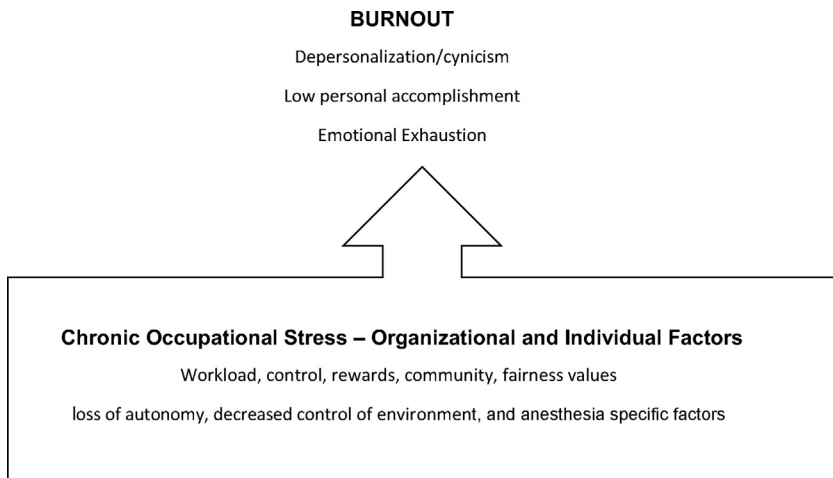 BURNOUT
Depersonalization/cynicism
Low personal accomplishment
Emotional Exhaustion
Chronic Occupational Stress – Organizational and Individual Factors
Workload, control, rewards, community, fairness values
loss of autonomy, decreased control of environment, and anesthesia specific factors